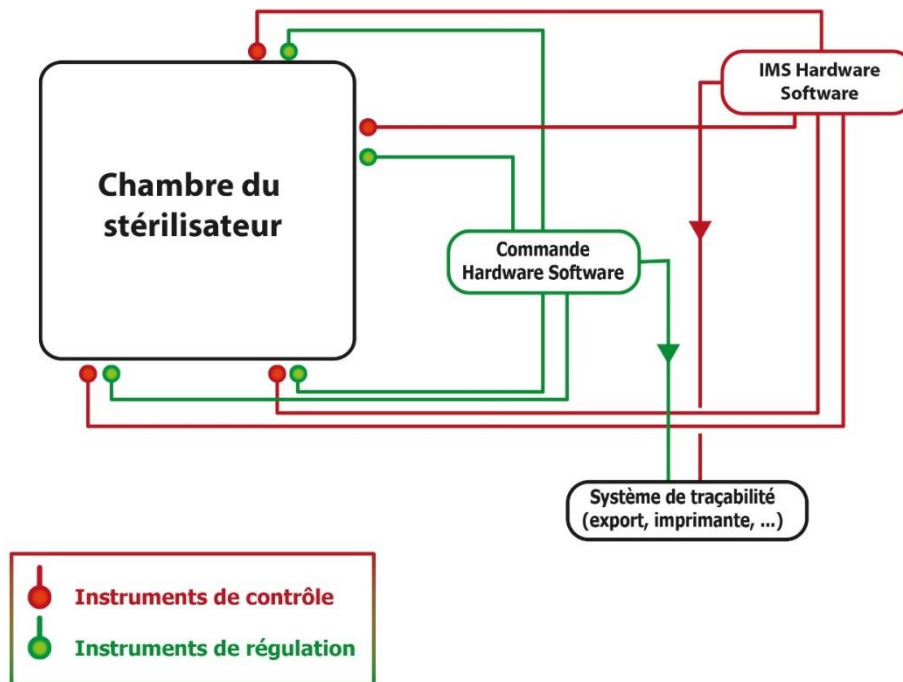 IMS Hardware
Software
Chambre du
stérilisateur
Commande
Hardware Software
Système de traçabilité
(export, imprimante, ...)
Instruments de contrôle
Instruments de régulation